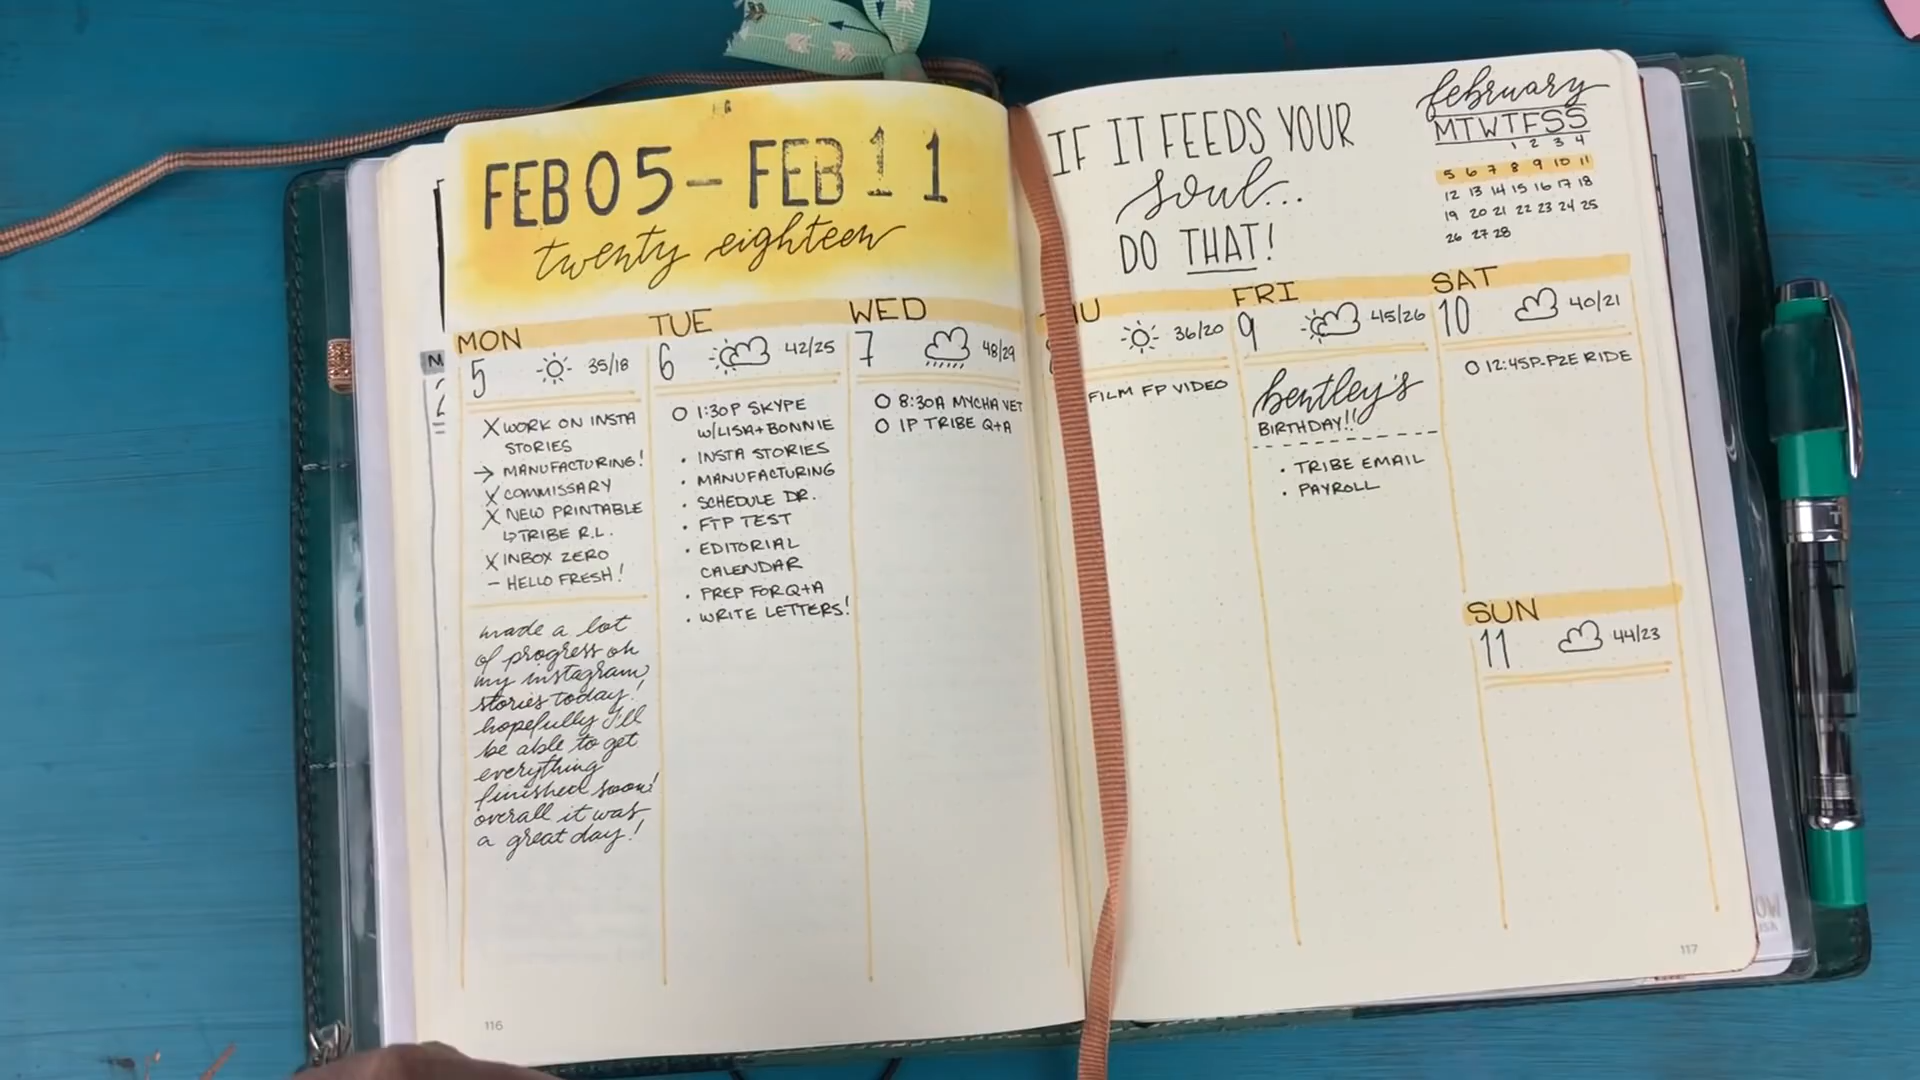 FEB 05 - FEB 11
twenty eighteen
MON
5
35/18
X WORK ON INSTA
STORIES
→ MANUFACTURING!
X COMMISSARY
X NEW PRINTABLE
↳ TRIBE R.L.
X INBOX ZERO
- HELLO FRESH!
made a lot
of progress on
my instagram
stories today!
hopefully I'll
be able to get
everything
finished soon!
overall it was
a great day!
TUE
6
42/25
O 1:30P SKYPE
W/LISA+BONNIE
· INSTA STORIES
· MANUFACTURING
· SCHEDULE DR.
· FTP TEST
· EDITORIAL
CALENDAR
· PREP FOR Q+A
· WRITE LETTERS!
WED
7
48/29
O 8:30A MYCHA VET
O 1P TRIBE Q+A
116
IF IT FEEDS YOUR
soul...
DO THAT!
february
M T W T F S S
1 2 3 4
5 6 7 8 9 10 11
12 13 14 15 16 17 18
19 20 21 22 23 24 25
26 27 28
HU
36/20
FILM FP VIDEO
FRI
9
45/26
bentley's
BIRTHDAY!!
· TRIBE EMAIL
· PAYROLL
SAT
10
40/21
O 12:45P-P2E RIDE
SUN
11
44/23
117